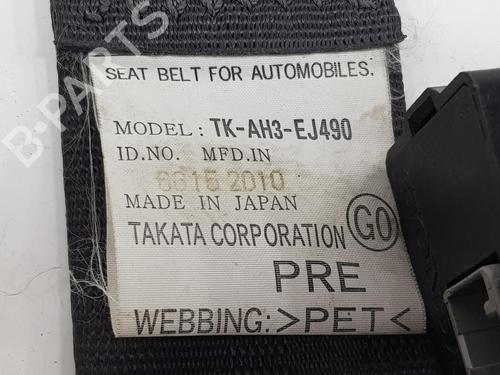 B-PARTS
SEAT BELT FOR AUTOMOBILES.
MODEL: TK-AH3-EJ490
ID.NO. MFD.IN
6615 2010
MADE IN JAPAN
TAKATA CORPORATION GO
PRE
WEBBING: >PET<